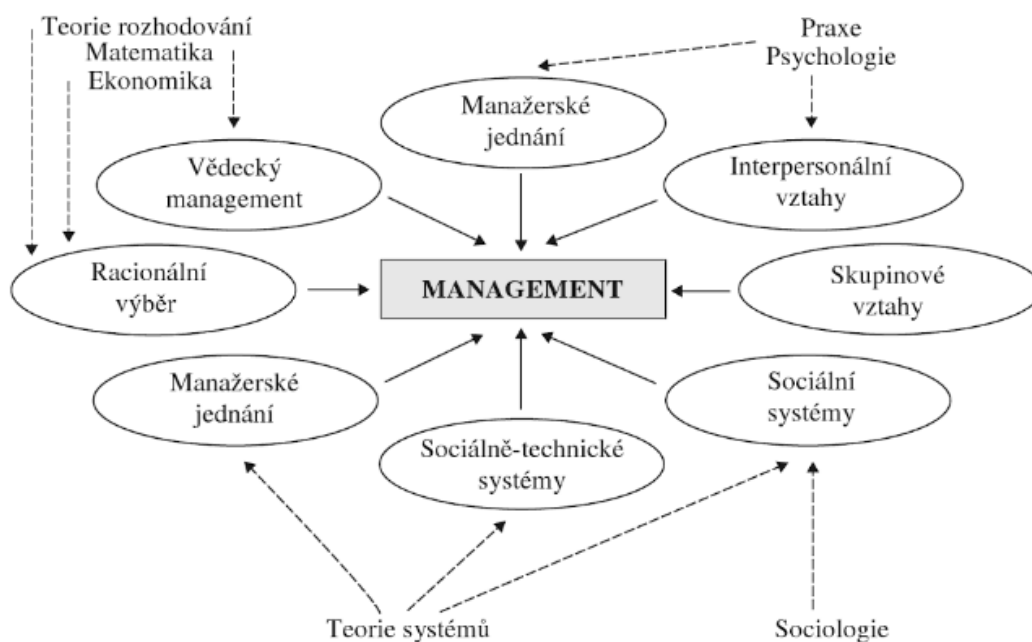 Teorie rozhodování
Matematika
Ekonomika
Praxe
Psychologie
Manažerské
jednání
Vědecký
management
Interpersonální
vztahy
Racionální
výběr
MANAGEMENT
Skupinové
vztahy
Manažerské
jednání
Sociálně-technické
systémy
Sociální
systémy
Teorie systémů
Sociologie